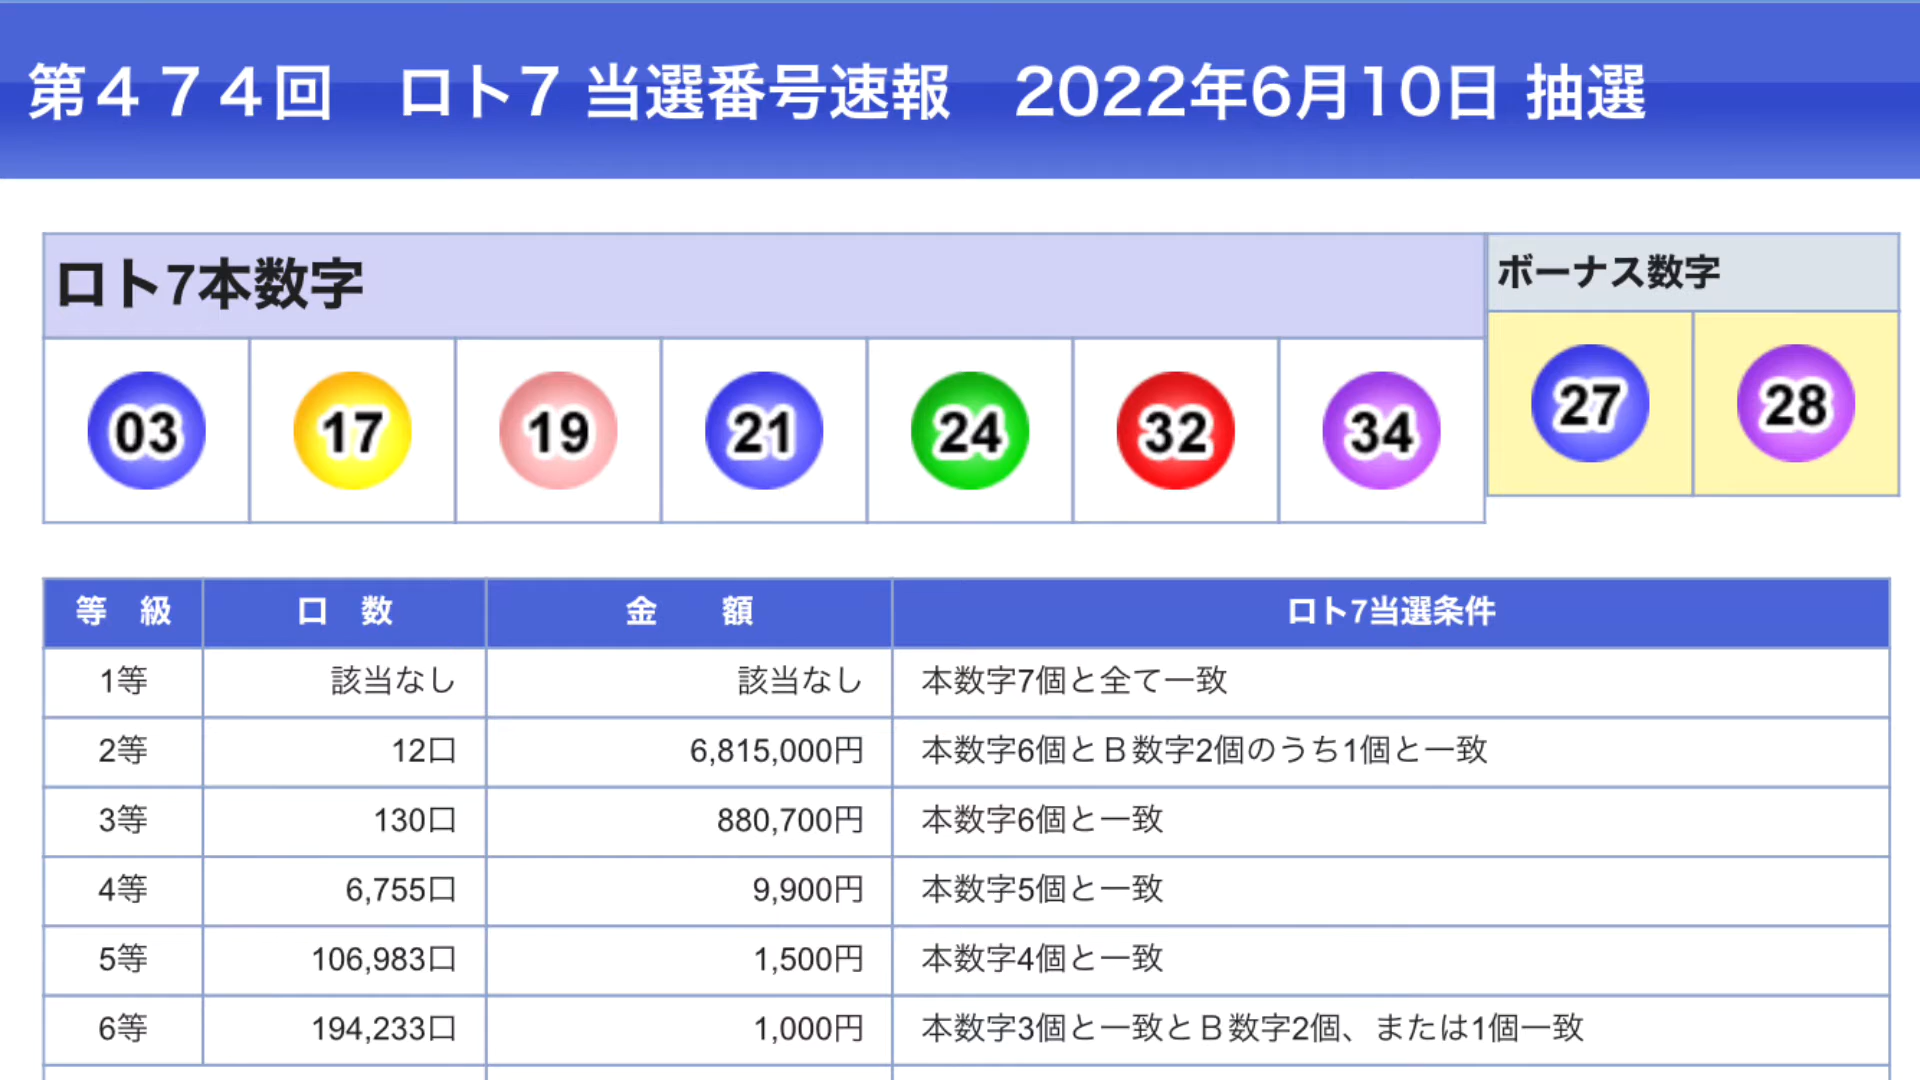 第４７４回　ロト7 当選番号速報　2022年6月10日 抽選
ロト7本数字
ボーナス数字
03 17 19 21 24 32 34
27 28
等　級 口　数 金　　額 ロト7当選条件
1等 該当なし 該当なし 本数字7個と全て一致
2等 12口 6,815,000円 本数字6個とＢ数字2個のうち1個と一致
3等 130口 880,700円 本数字6個と一致
4等 6,755口 9,900円 本数字5個と一致
5等 106,983口 1,500円 本数字4個と一致
6等 194,233口 1,000円 本数字3個と一致とＢ数字2個、または1個一致